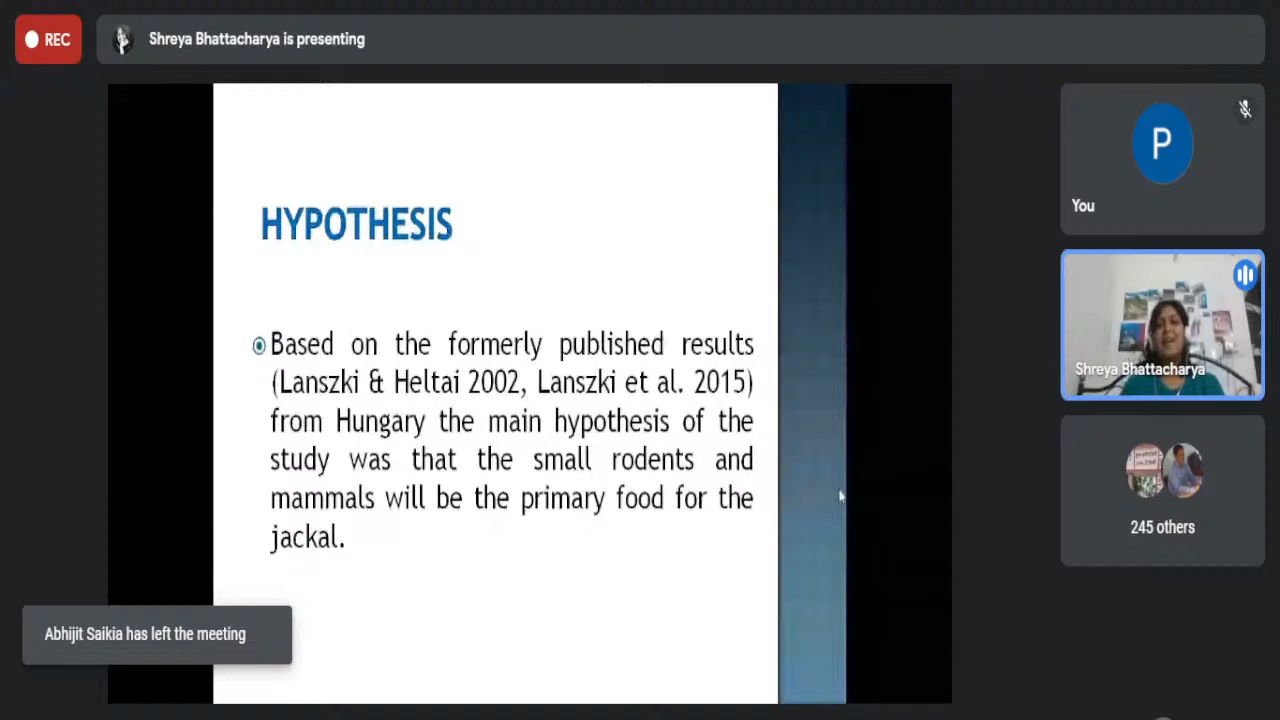 REC
Shreya Bhattacharya is presenting
HYPOTHESIS
Based on the formerly published results
(Lanszki & Heltai 2002, Lanszki et al. 2015)
from Hungary the main hypothesis of the
study was that the small rodents and
mammals will be the primary food for the
jackal.
P
You
Shreya Bhattacharya
245 others
Abhijit Saikia has left the meeting